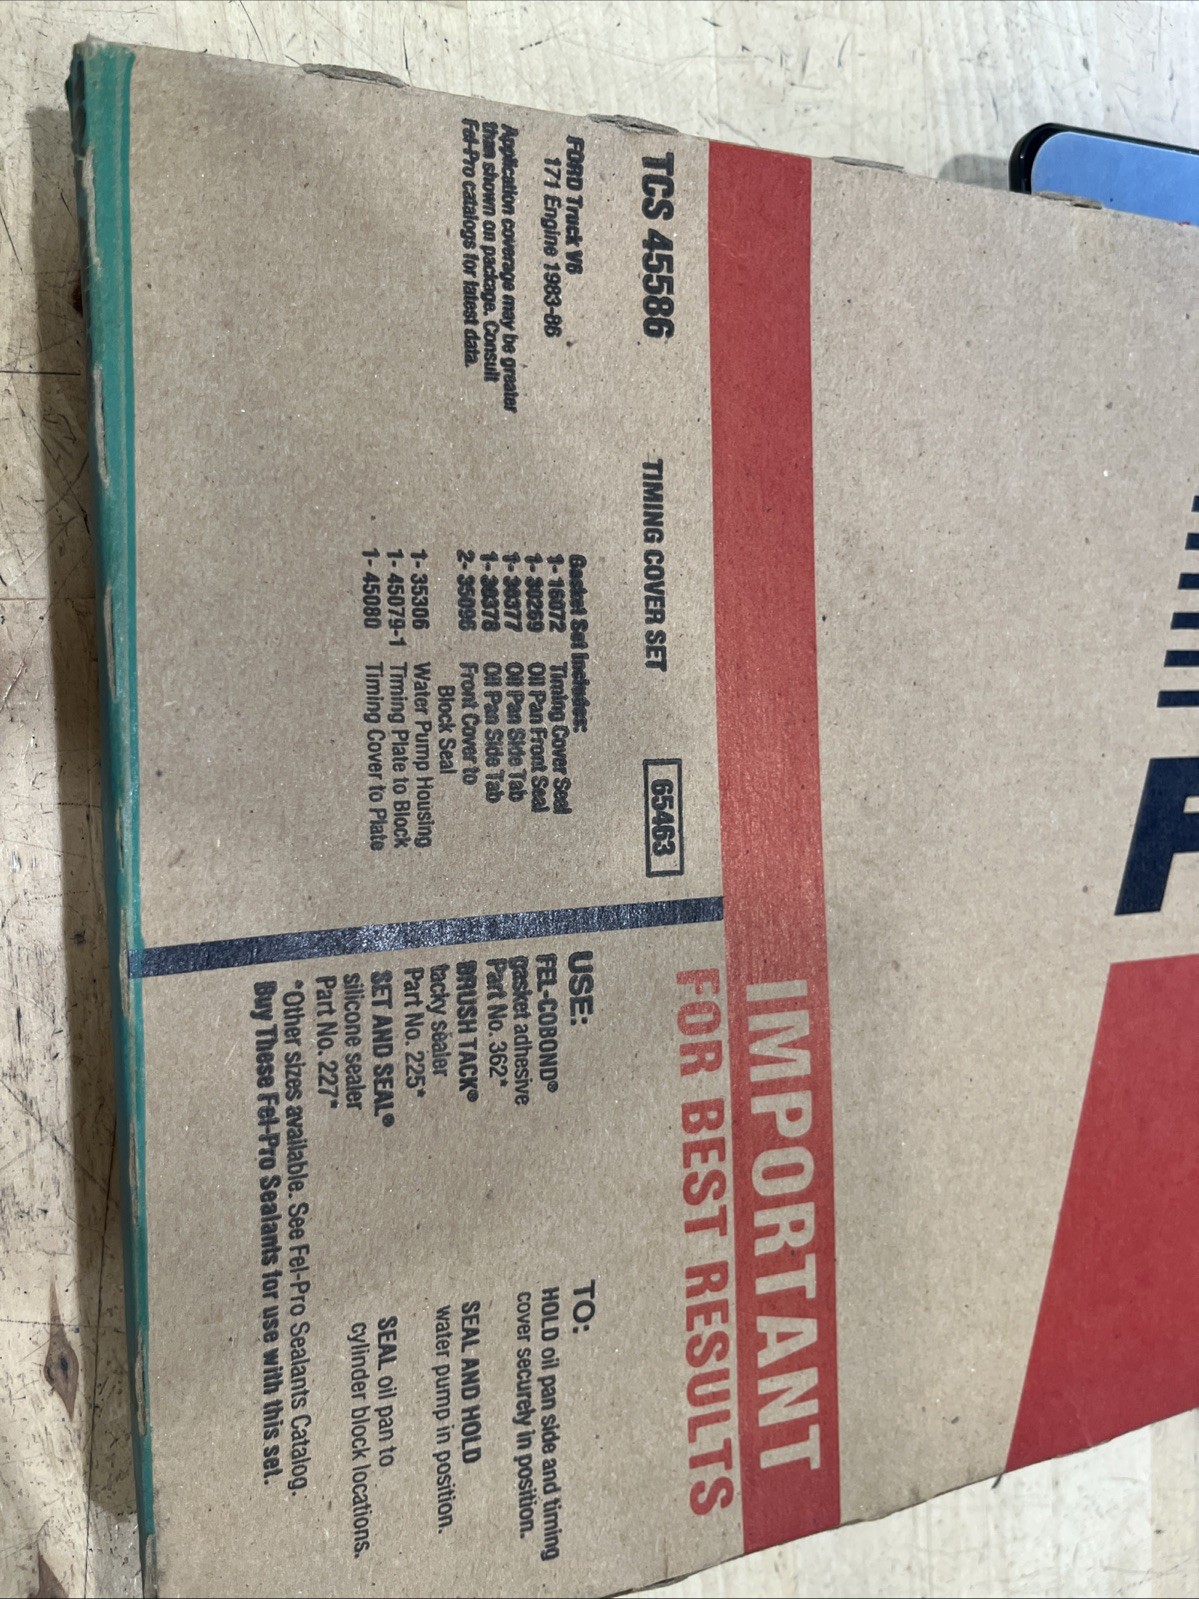 IMPORTANT
FOR BEST RESULTS
TCS 45586
TIMING COVER SET
65463
FORD Truck V6
171 Engine 1983-86
Application coverage may be greater
than shown on package. Consult
Fel-Pro catalogs for latest data.
Gasket Set Includes:
1- 16072 Timing Cover Seal
1- 30269 Oil Pan Front Seal
1- 30377 Oil Pan Side Tab
1- 30378 Oil Pan Side Tab
2- 35096 Front Cover to
Block Seal
1- 35306 Water Pump Housing
1- 45079-1 Timing Plate to Block
1- 45080 Timing Cover to Plate
USE:
FEL-COBOND®
gasket adhesive
Part No. 362*
BRUSH TACK®
tacky sealer
Part No. 225*
SET AND SEAL®
silicone sealer
Part No. 227*
TO:
HOLD oil pan side and timing
cover securely in position.
SEAL AND HOLD
water pump in position.
SEAL oil pan to
cylinder block locations.
*Other sizes available. See Fel-Pro Sealants Catalog.
Buy These Fel-Pro Sealants for use with this set.